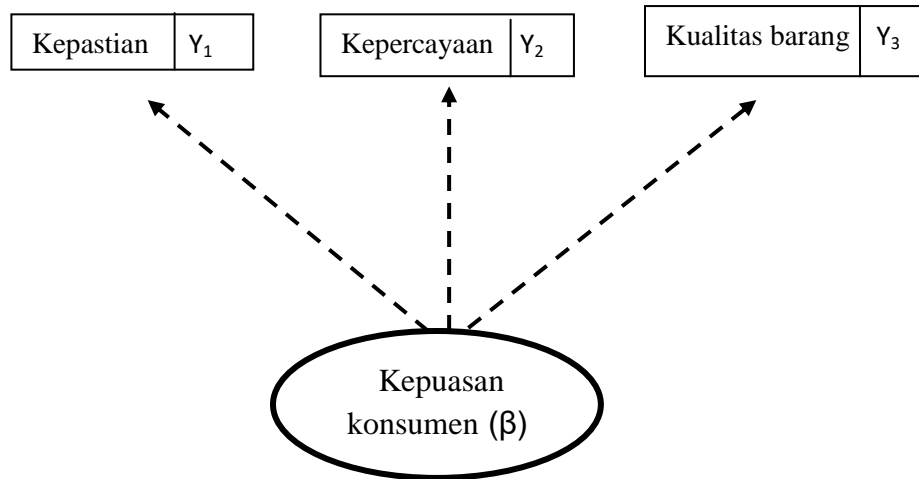 Kepastian Y₁
Kepercayaan Y₂
Kualitas barang Y₃
Kepuasan
konsumen (β)